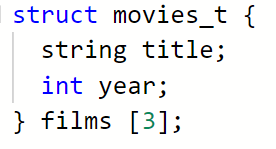 struct movies_t {
  string title;
  int year;
} films [3];